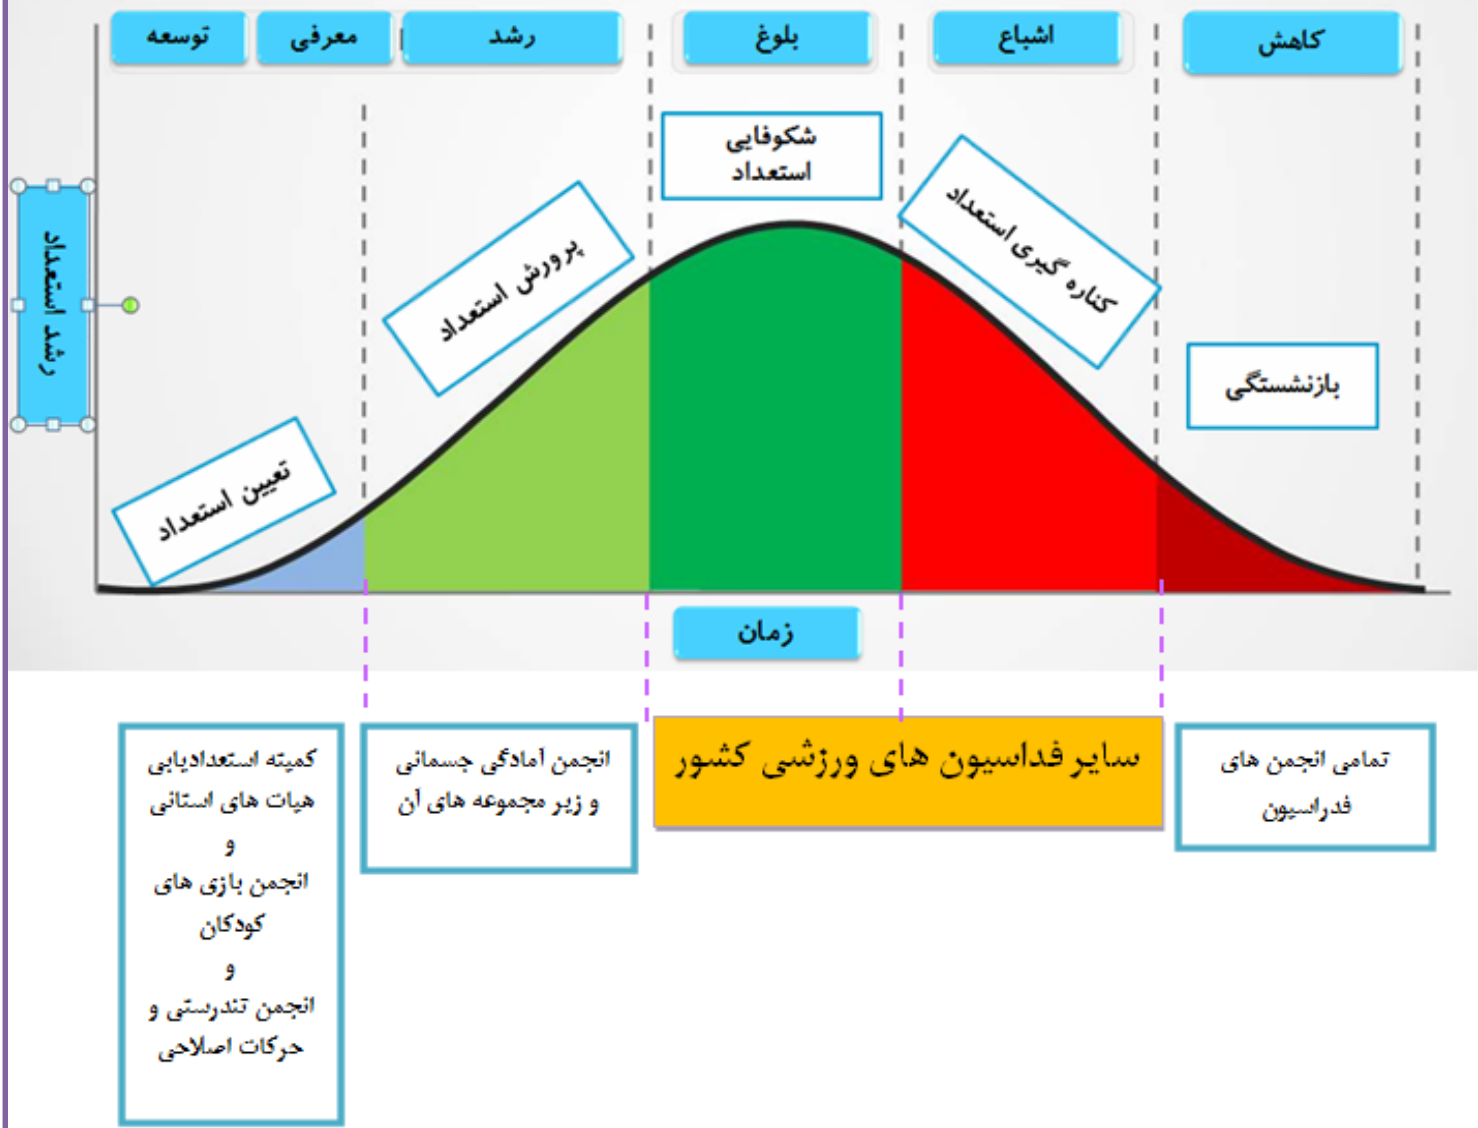 توسعه
معرفی
رشد
بلوغ
اشباع
کاهش
رشد استعداد
تعیین استعداد
پرورش استعداد
شکوفایی
استعداد
کناره گیری استعداد
بازنشستگی
زمان
کمیته استعدادیابی
هیات های استانی
و
انجمن بازی های
کودکان
و
انجمن تندرستی و
حرکات اصلاحی
انجمن آمادگی جسمانی
و زیر مجموعه های آن
سایر فداسیون های ورزشی کشور
تمامی انجمن های
فدراسیون